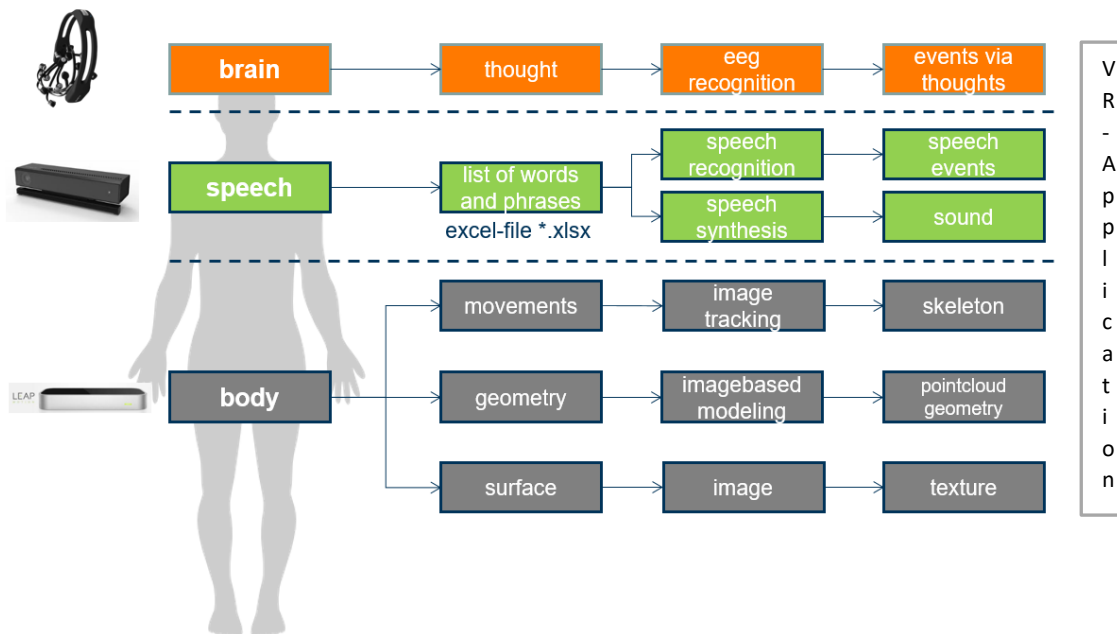 brain
thought
eeg
recognition
events via
thoughts
speech
list of words
and phrases
excel-file *.xlsx
speech
recognition
speech
events
speech
synthesis
sound
LEAP
body
movements
image
tracking
skeleton
geometry
imagebased
modeling
pointcloud
geometry
surface
image
texture
V
R
-
A
p
p
l
i
c
a
t
i
o
n